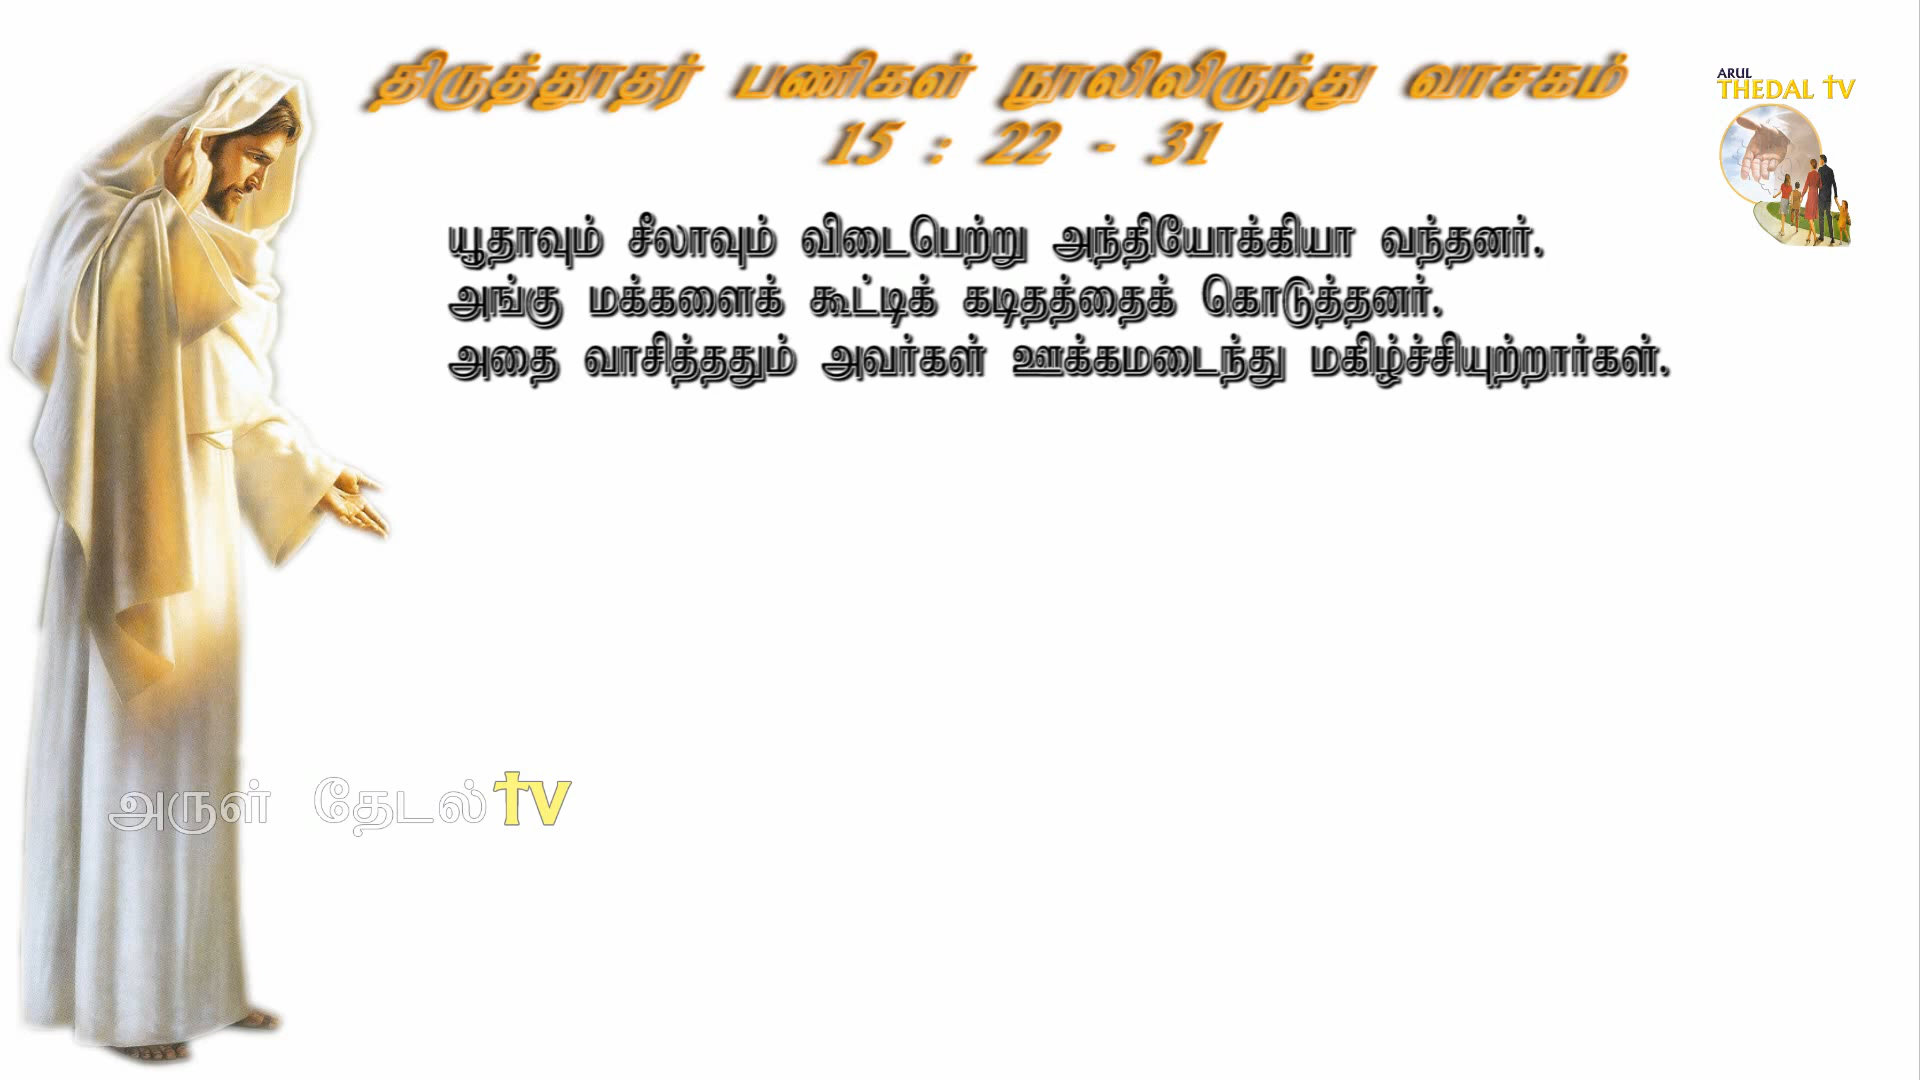 திருத்தூதர் பணிகள் நூலிலிருந்து வாசகம்
15 : 22 - 31
ARUL
THEDAL TV
யூதாவும் சீலாவும் விடைபெற்று அந்தியோக்கியா வந்தனர்.
அங்கு மக்களைக் கூட்டிக் கடிதத்தைக் கொடுத்தனர்.
அதை வாசித்ததும் அவர்கள் ஊக்கமடைந்து மகிழ்ச்சியுற்றார்கள்.
அருள் தேடல் TV